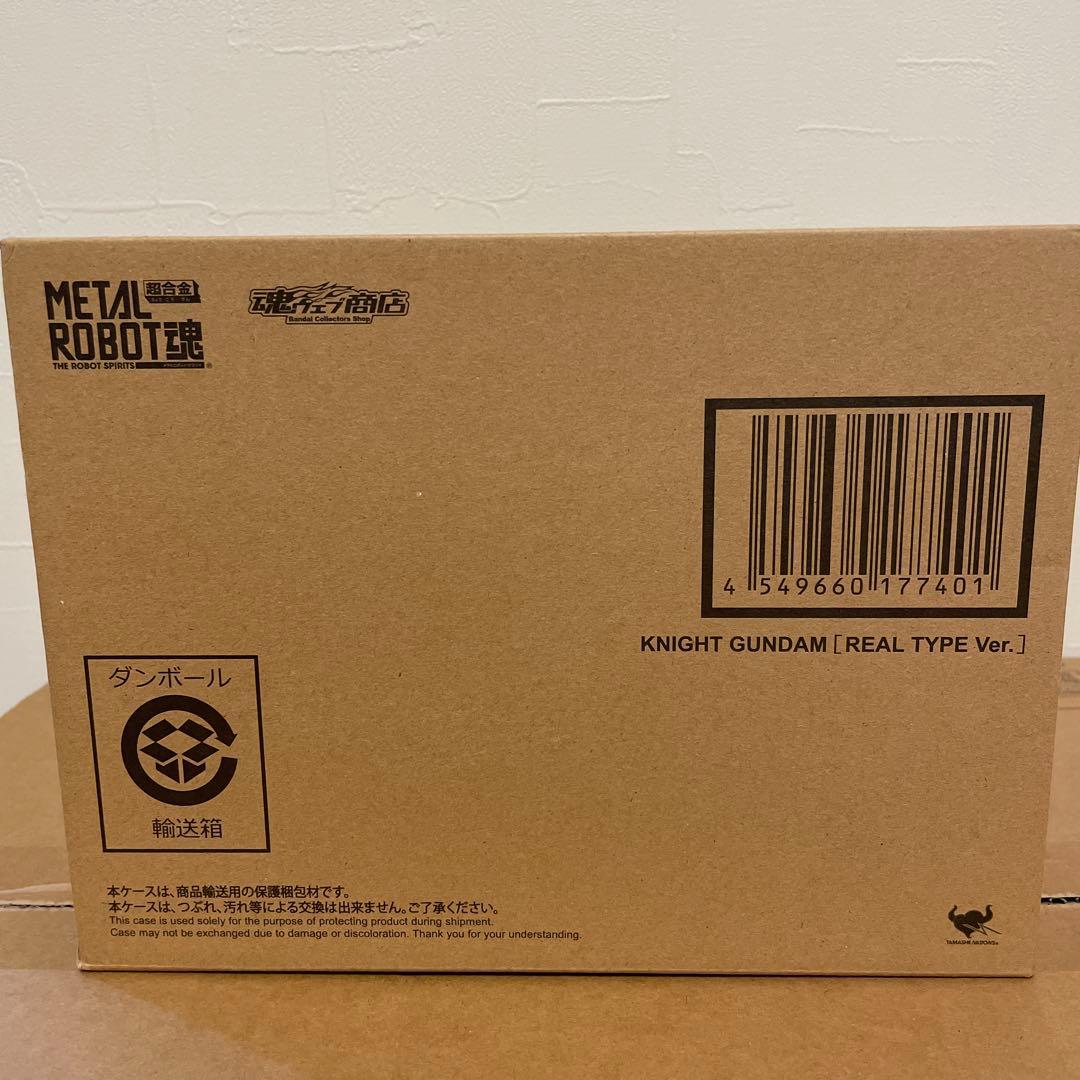 METAL 超合金
ROBOT魂
THE ROBOT SPIRITS
魂ウェブ商店
Bandai Collectors Shop
4 549660 177401
KNIGHT GUNDAM [REAL TYPE Ver.]
ダンボール
輸送箱
本ケースは、商品輸送用の保護梱包材です。
本ケースは、つぶれ、汚れ等による交換は出来ません。ご了承ください。
This case is used solely for the purpose of protecting product during shipment.
Case may not be exchanged due to damage or discoloration. Thank you for your understanding.
TAMASHII NATIONS